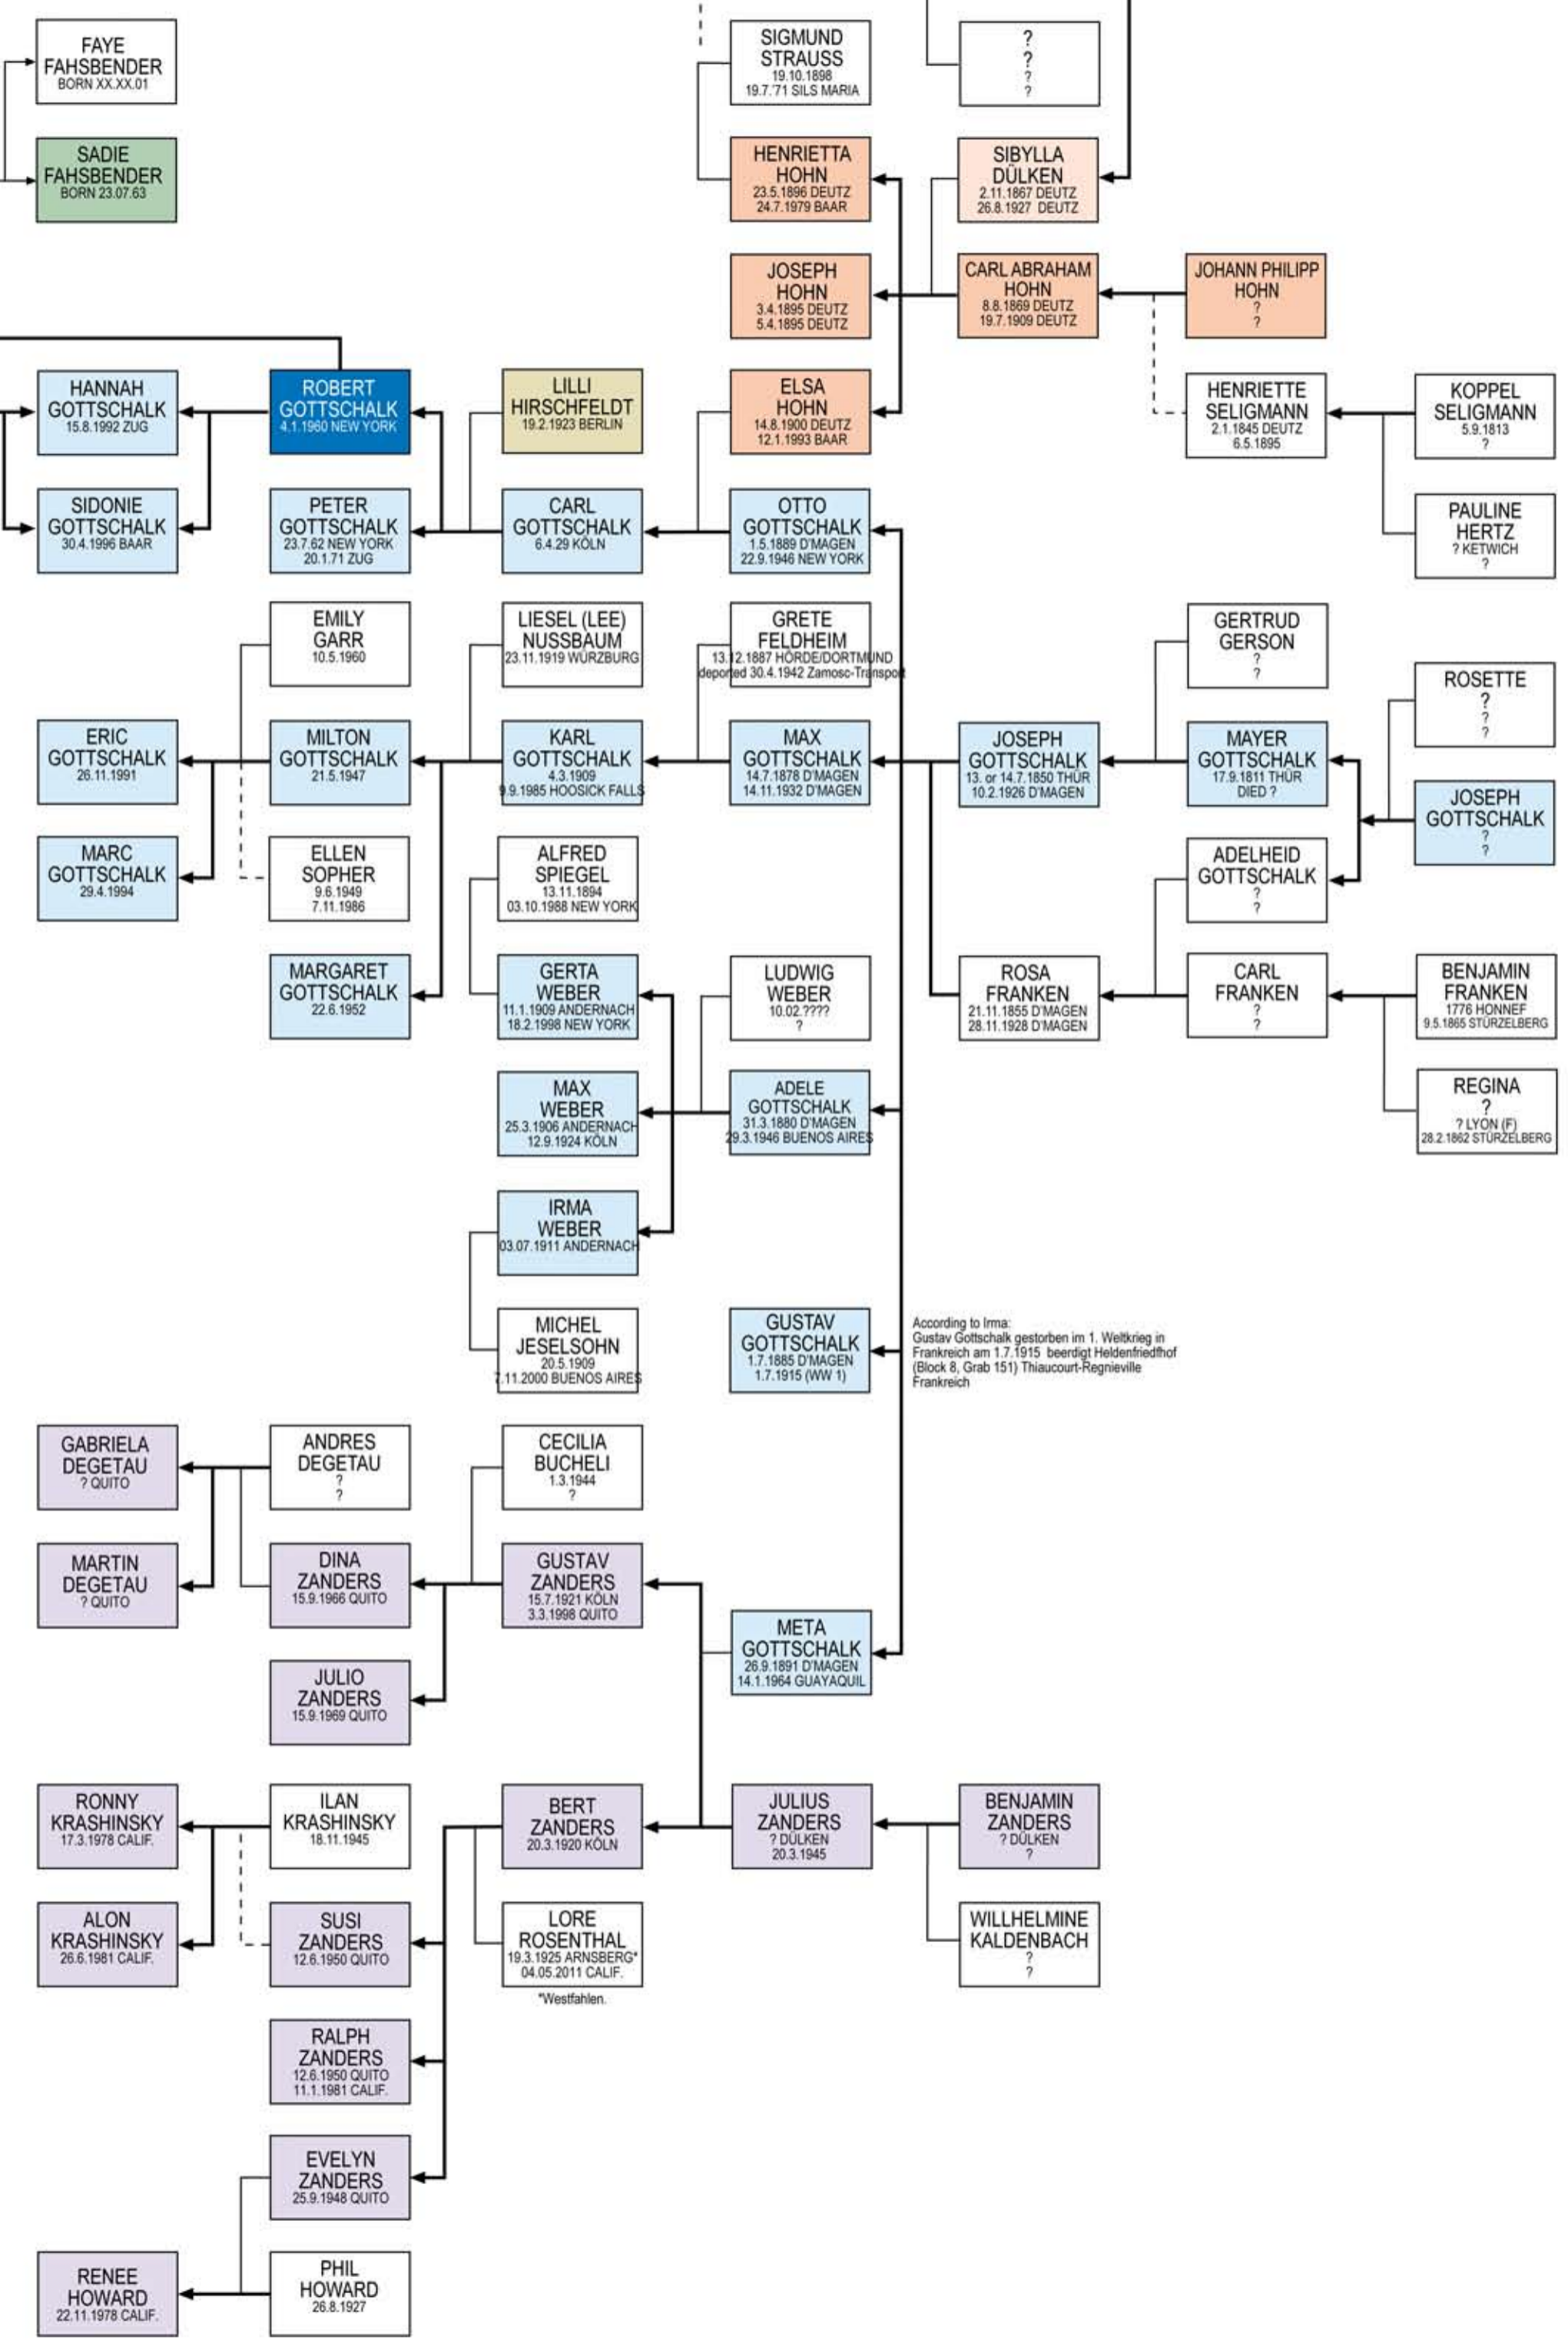 FAYE
FAHSBENDER
BORN XX.XX.01
SADIE
FAHSBENDER
BORN 23.07.63
HANNAH
GOTTSCHALK
15.8.1992 ZUG
SIDONIE
GOTTSCHALK
30.4.1996 BAAR
ERIC
GOTTSCHALK
26.11.1991
MARC
GOTTSCHALK
29.4.1994
GABRIELA
DEGETAU
? QUITO
MARTIN
DEGETAU
? QUITO
RONNY
KRASHINSKY
17.3.1978 CALIF.
ALON
KRASHINSKY
26.6.1981 CALIF.
RENEE
HOWARD
22.11.1978 CALIF.
ROBERT
GOTTSCHALK
4.1.1960 NEW YORK
PETER
GOTTSCHALK
23.7.62 NEW YORK
20.1.71 ZUG
EMILY
GARR
10.5.1960
MILTON
GOTTSCHALK
21.5.1947
ELLEN
SOPHER
9.6.1949
7.11.1986
MARGARET
GOTTSCHALK
22.6.1952
ANDRES
DEGETAU
?
?
DINA
ZANDERS
15.9.1966 QUITO
JULIO
ZANDERS
15.9.1969 QUITO
ILAN
KRASHINSKY
18.11.1945
SUSI
ZANDERS
12.6.1950 QUITO
RALPH
ZANDERS
12.6.1950 QUITO
11.1.1981 CALIF.
EVELYN
ZANDERS
25.9.1948 QUITO
PHIL
HOWARD
26.8.1927
LILLI
HIRSCHFELDT
19.2.1923 BERLIN
CARL
GOTTSCHALK
6.4.29 KÖLN
LIESEL (LEE)
NUSSBAUM
23.11.1919 WÜRZBURG
KARL
GOTTSCHALK
4.3.1909
9.9.1985 HOOSICK FALLS
ALFRED
SPIEGEL
13.11.1894
03.10.1988 NEW YORK
GERTA
WEBER
11.1.1909 ANDERNACH
18.2.1998 NEW YORK
MAX
WEBER
25.3.1906 ANDERNACH
12.9.1924 KÖLN
IRMA
WEBER
03.07.1911 ANDERNACH
MICHEL
JESELSOHN
20.5.1909
7.11.2000 BUENOS AIRES
CECILIA
BUCHELI
1.3.1944
?
GUSTAV
ZANDERS
15.7.1921 KÖLN
3.3.1998 QUITO
BERT
ZANDERS
20.3.1920 KÖLN
LORE
ROSENTHAL
19.3.1925 ARNSBERG*
04.05.2011 CALIF.
*Westfahlen.
SIGMUND
STRAUSS
19.10.1898
19.7.'71 SILS MARIA
HENRIETTA
HOHN
23.5.1896 DEUTZ
24.7.1979 BAAR
JOSEPH
HOHN
3.4.1895 DEUTZ
5.4.1895 DEUTZ
ELSA
HOHN
14.8.1900 DEUTZ
12.1.1993 BAAR
OTTO
GOTTSCHALK
1.5.1889 D'MAGEN
22.9.1946 NEW YORK
GRETE
FELDHEIM
13.12.1887 HÖRDE/DORTMUND
deported 30.4.1942 Zamosc-Transport
MAX
GOTTSCHALK
14.7.1878 D'MAGEN
14.11.1932 D'MAGEN
LUDWIG
WEBER
10.02.????
?
ADELE
GOTTSCHALK
31.3.1880 D'MAGEN
29.3.1946 BUENOS AIRES
GUSTAV
GOTTSCHALK
1.7.1885 D'MAGEN
1.7.1915 (WW 1)
According to Irma:
Gustav Gottschalk gestorben im 1. Weltkrieg in
Frankreich am 1.7.1915 beerdigt Heldenfriedfhof
(Block 8, Grab 151) Thiaucourt-Regnieville
Frankreich
META
GOTTSCHALK
26.9.1891 D'MAGEN
14.1.1964 GUAYAQUIL
JULIUS
ZANDERS
? DÜLKEN
20.3.1945
?
?
?
?
SIBYLLA
DÜLKEN
2.11.1867 DEUTZ
26.8.1927 DEUTZ
CARL ABRAHAM
HOHN
8.8.1869 DEUTZ
19.7.1909 DEUTZ
JOSEPH
GOTTSCHALK
13. or 14.7.1850 THÜR
10.2.1926 D'MAGEN
ROSA
FRANKEN
21.11.1855 D'MAGEN
28.11.1928 D'MAGEN
BENJAMIN
ZANDERS
? DÜLKEN
?
WILLHELMINE
KALDENBACH
?
?
JOHANN PHILIPP
HOHN
?
?
HENRIETTE
SELIGMANN
2.1.1845 DEUTZ
6.5.1895
GERTRUD
GERSON
?
?
MAYER
GOTTSCHALK
17.9.1811 THÜR
DIED ?
ADELHEID
GOTTSCHALK
?
?
CARL
FRANKEN
?
?
KOPPEL
SELIGMANN
5.9.1813
?
PAULINE
HERTZ
? KETWICH
?
ROSETTE
?
?
?
JOSEPH
GOTTSCHALK
?
?
BENJAMIN
FRANKEN
1776 HONNEF
9.5.1865 STÜRZELBERG
REGINA
?
? LYON (F)
28.2.1862 STÜRZELBERG